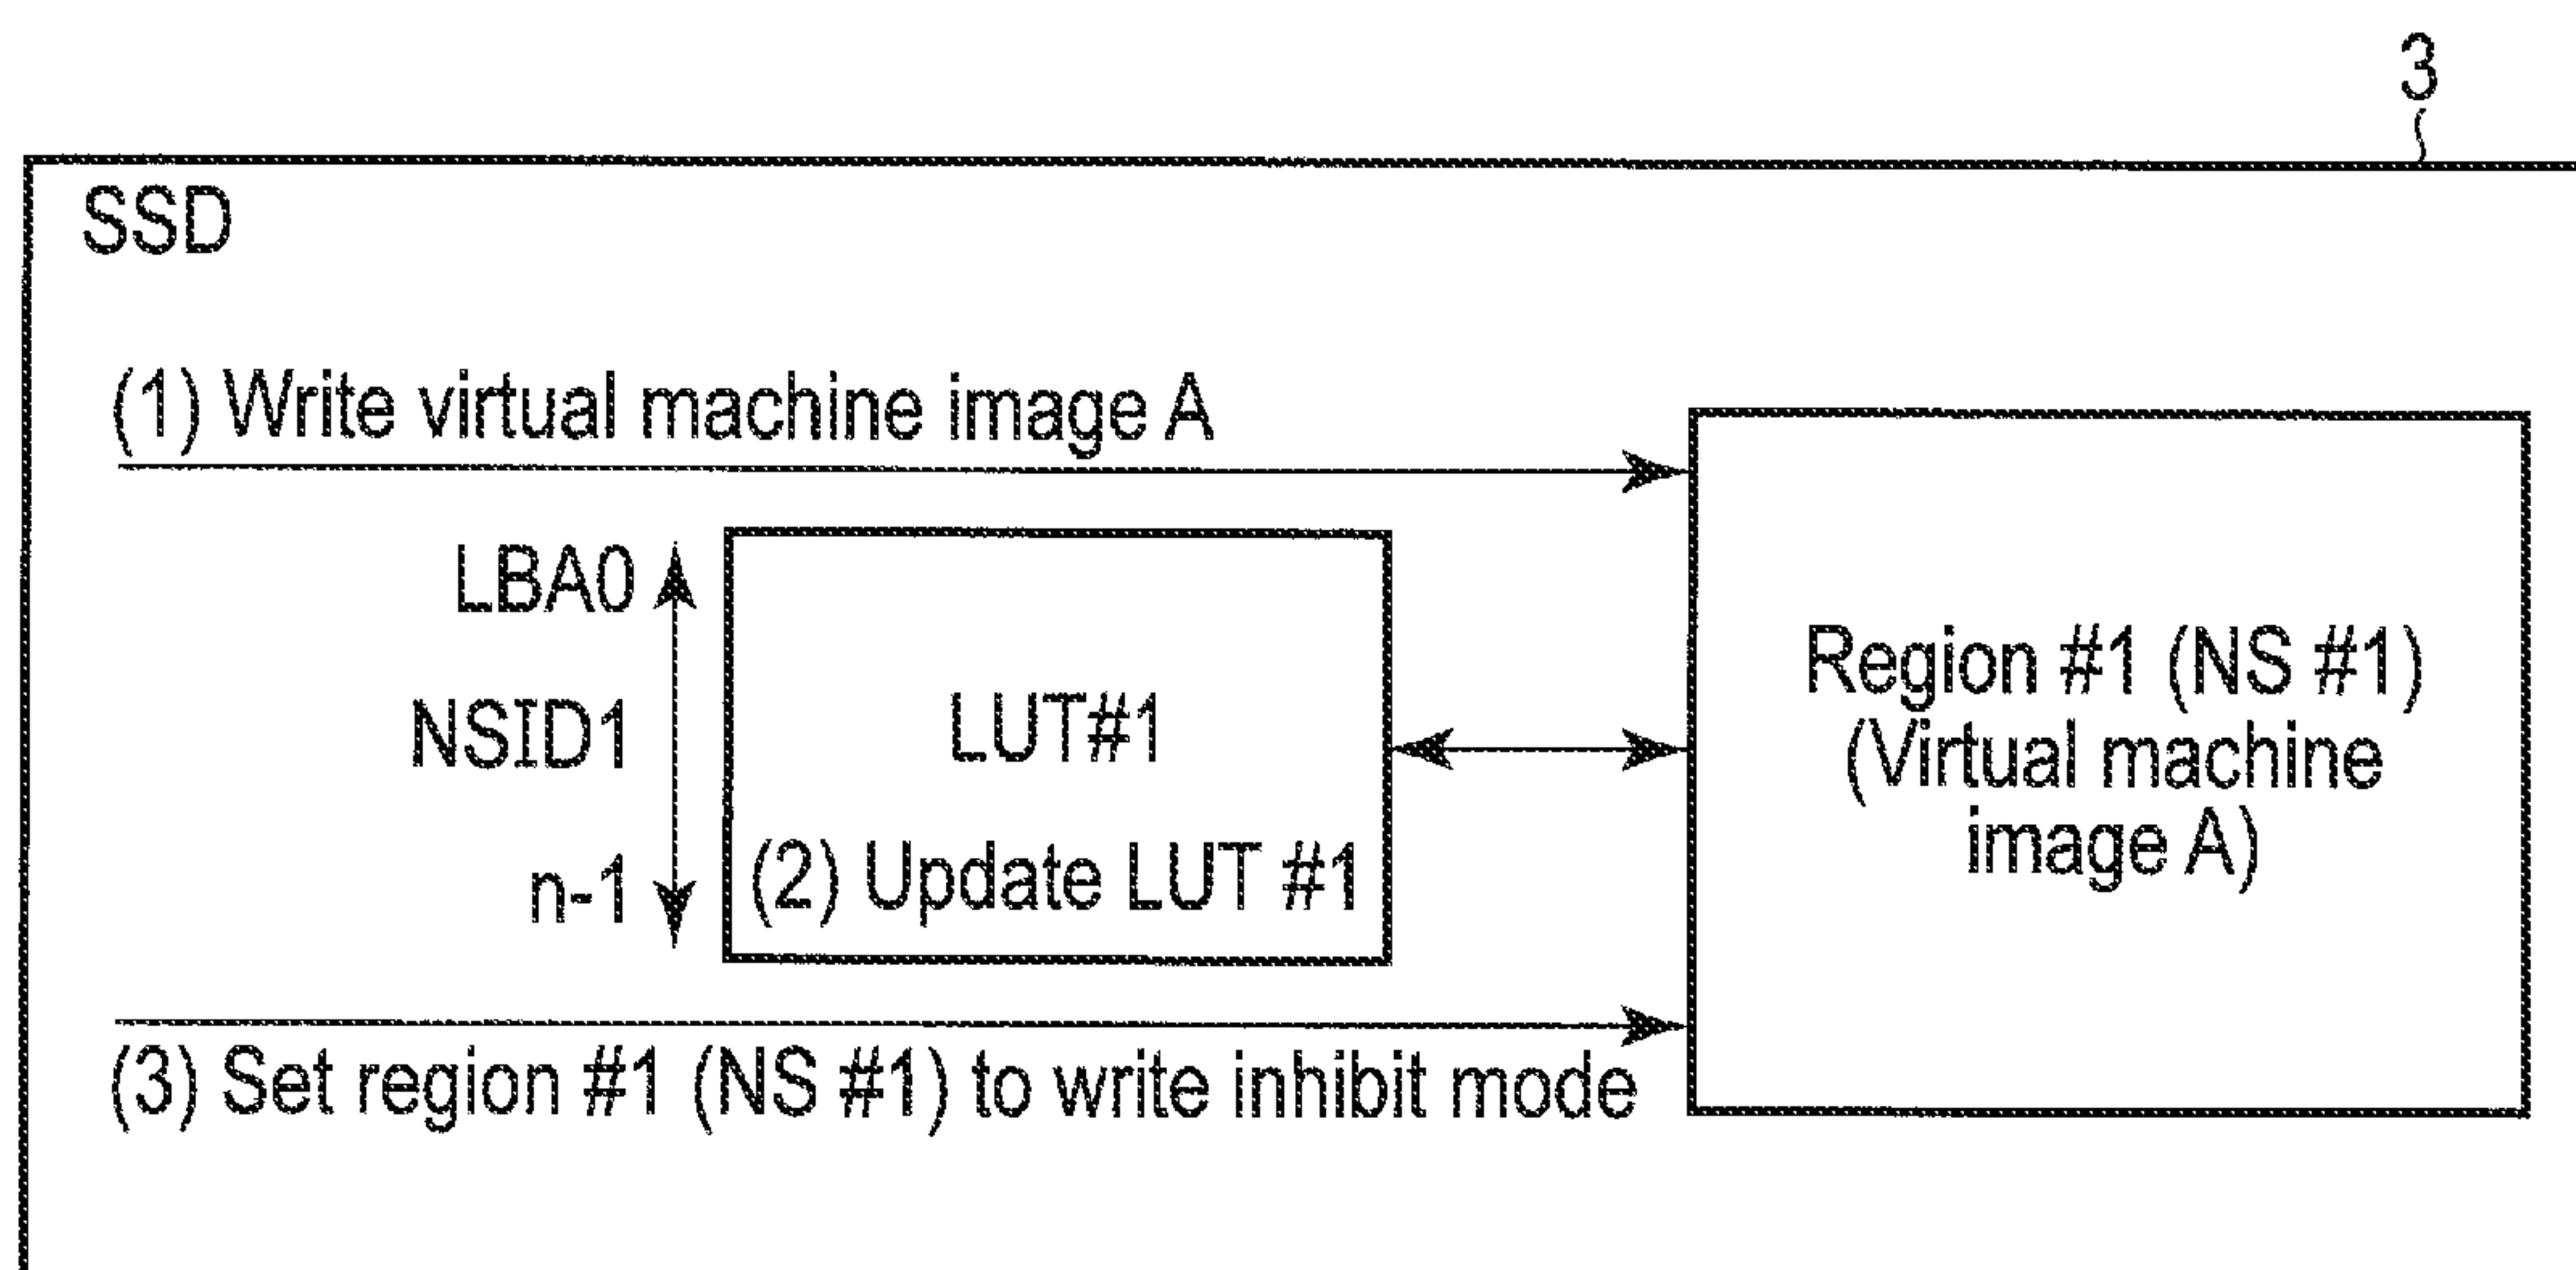 3
SSD
(1) Write virtual machine image A
LBA0
NSID1
n-1
LUT#1
(2) Update LUT #1
Region #1 (NS #1)
(Virtual machine
image A)
(3) Set region #1 (NS #1) to write inhibit mode